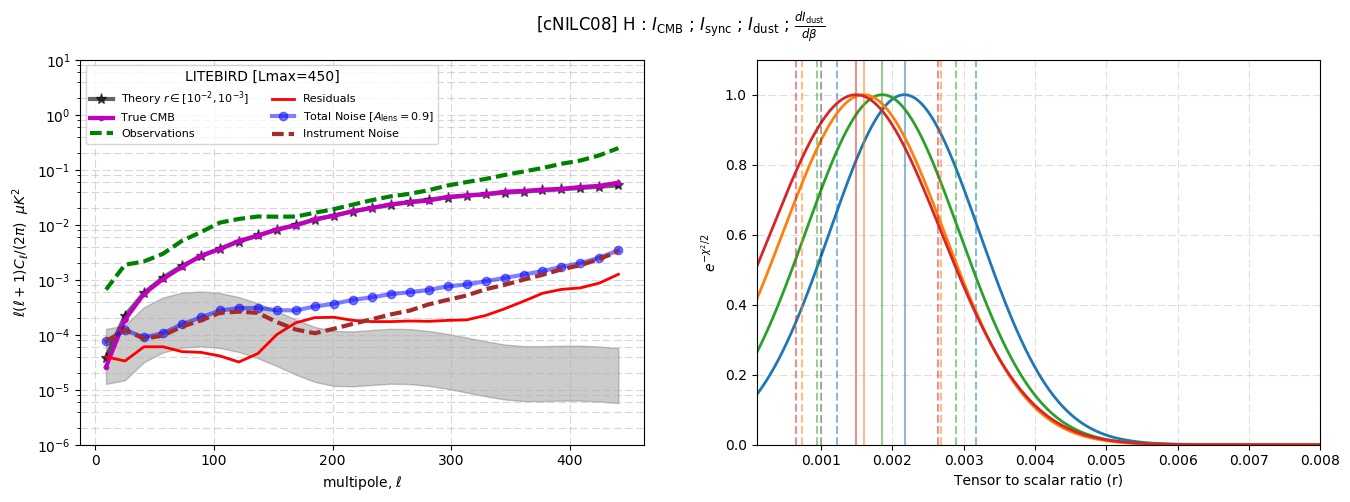 [cNILC08] H : I_CMB ; I_sync ; I_dust ; dI_dust/dβ
LITEBIRD [Lmax=450]
Theory r ∈ [10⁻², 10⁻³]
True CMB
Observations
Residuals
Total Noise [A_lens = 0.9]
Instrument Noise
ℓ(ℓ + 1)C_ℓ/(2π) μK²
10¹
10⁰
10⁻¹
10⁻²
10⁻³
10⁻⁴
10⁻⁵
10⁻⁶
0 100 200 300 400
multipole, ℓ
e^(−χ²/2)
1.0
0.8
0.6
0.4
0.2
0.0
0.001 0.002 0.003 0.004 0.005 0.006 0.007 0.008
Tensor to scalar ratio (r)